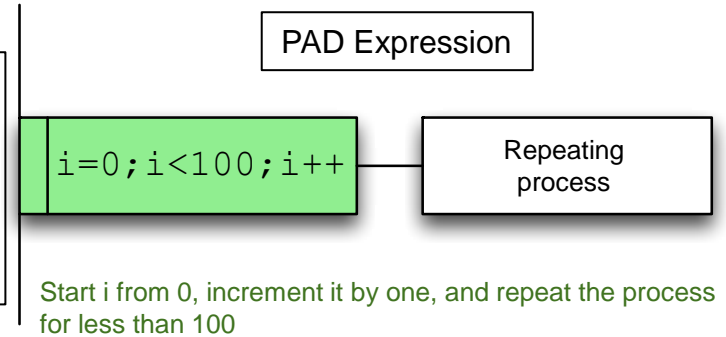 PAD Expression
i=0;i<100;i++
Repeating
process
Start i from 0, increment it by one, and repeat the process
for less than 100